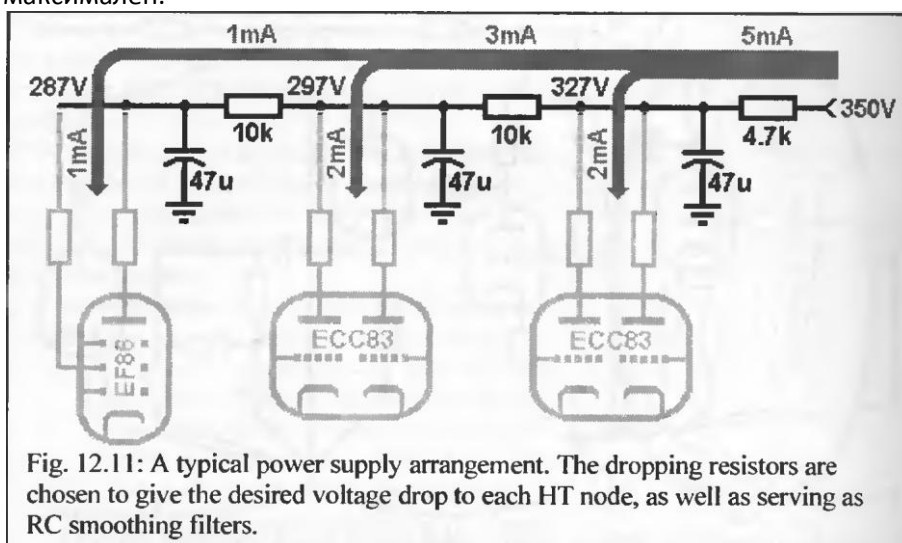 максимален.
1mA 3mA 5mA
287V 297V 327V 350V
10k 10k 4.7k
1mA 2mA 2mA
47u 47u 47u
EF86 ECC83 ECC83
Fig. 12.11: A typical power supply arrangement. The dropping resistors are
chosen to give the desired voltage drop to each HT node, as well as serving as
RC smoothing filters.